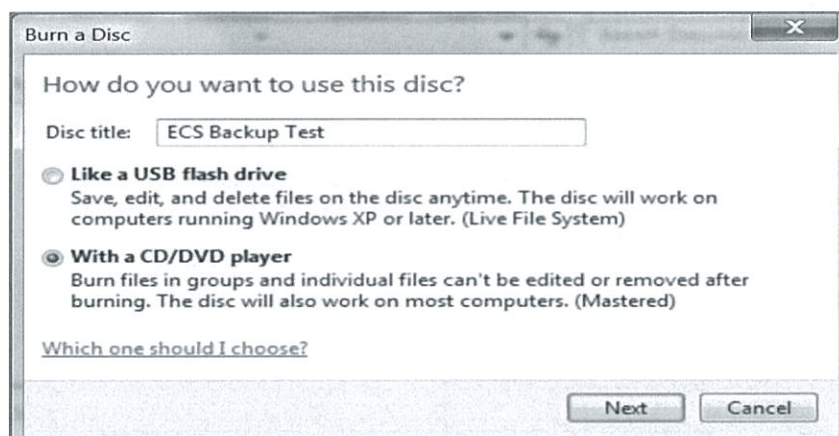 Burn a Disc
How do you want to use this disc?
Disc title: ECS Backup Test
Like a USB flash drive
Save, edit, and delete files on the disc anytime. The disc will work on
computers running Windows XP or later. (Live File System)
With a CD/DVD player
Burn files in groups and individual files can't be edited or removed after
burning. The disc will also work on most computers. (Mastered)
Which one should I choose?
Next Cancel